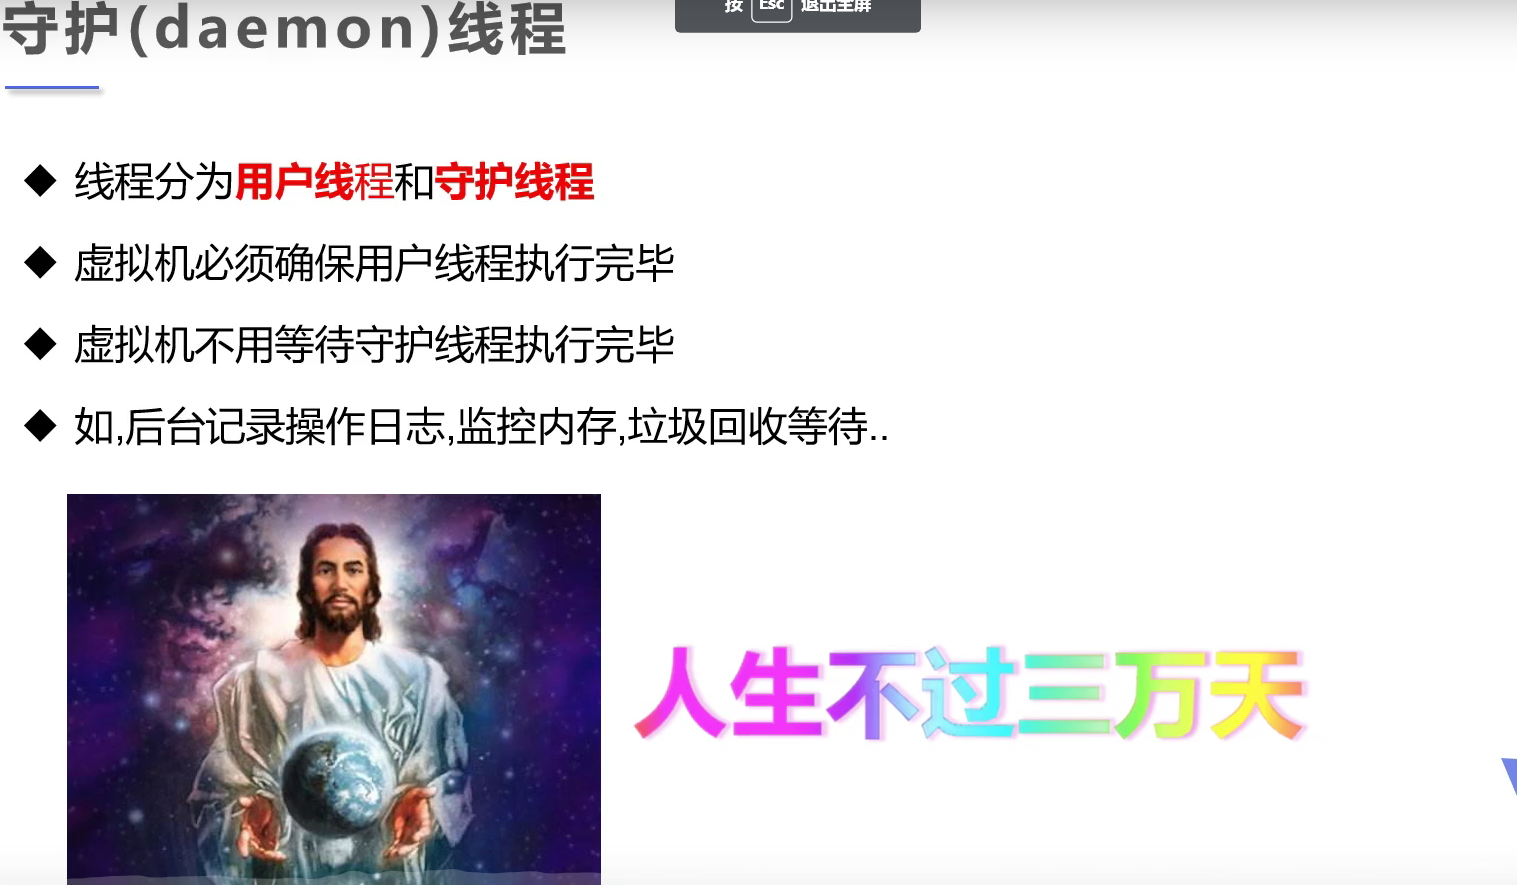 按 Esc 退出全屏
守护(daemon)线程
◆ 线程分为用户线程和守护线程
◆ 虚拟机必须确保用户线程执行完毕
◆ 虚拟机不用等待守护线程执行完毕
◆ 如,后台记录操作日志,监控内存,垃圾回收等待..
人生不过三万天